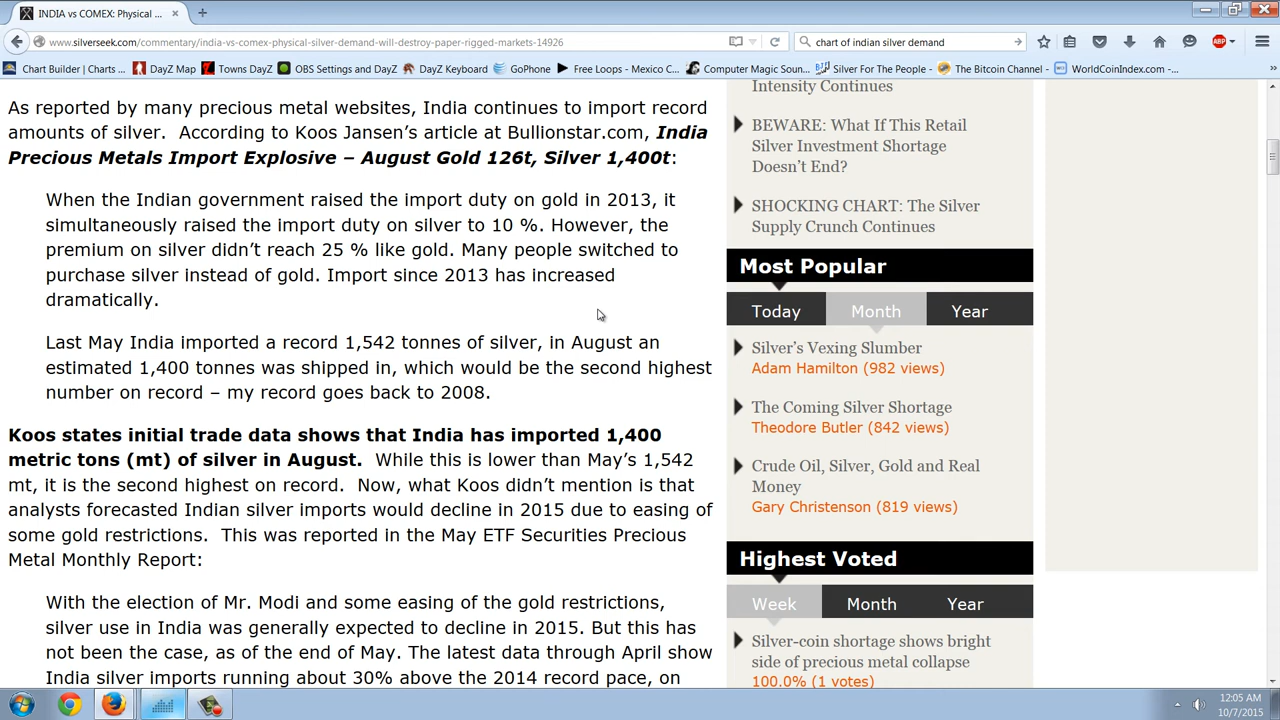 INDIA vs COMEX: Physical ...
www.silverseek.com/commentary/india-vs-comex-physical-silver-demand-will-destroy-paper-rigged-markets-14926
chart of indian silver demand
ABP
Chart Builder | Charts ...
DayZ Map
Towns DayZ
OBS Settings and DayZ
DayZ Keyboard
GoPhone
Free Loops - Mexico C...
Computer Magic Soun...
Silver For The People - ...
The Bitcoin Channel - ...
WorldCoinIndex.com - ...
As reported by many precious metal websites, India continues to import record
amounts of silver. According to Koos Jansen's article at Bullionstar.com, India
Precious Metals Import Explosive – August Gold 126t, Silver 1,400t:
When the Indian government raised the import duty on gold in 2013, it
simultaneously raised the import duty on silver to 10 %. However, the
premium on silver didn't reach 25 % like gold. Many people switched to
purchase silver instead of gold. Import since 2013 has increased
dramatically.
Last May India imported a record 1,542 tonnes of silver, in August an
estimated 1,400 tonnes was shipped in, which would be the second highest
number on record – my record goes back to 2008.
Koos states initial trade data shows that India has imported 1,400
metric tons (mt) of silver in August. While this is lower than May's 1,542
mt, it is the second highest on record. Now, what Koos didn't mention is that
analysts forecasted Indian silver imports would decline in 2015 due to easing of
some gold restrictions. This was reported in the May ETF Securities Precious
Metal Monthly Report:
With the election of Mr. Modi and some easing of the gold restrictions,
silver use in India was generally expected to decline in 2015. But this has
not been the case, as of the end of May. The latest data through April show
India silver imports running about 30% above the 2014 record pace, on
Intensity Continues
BEWARE: What If This Retail
Silver Investment Shortage
Doesn't End?
SHOCKING CHART: The Silver
Supply Crunch Continues
Most Popular
Today Month Year
Silver's Vexing Slumber
Adam Hamilton (982 views)
The Coming Silver Shortage
Theodore Butler (842 views)
Crude Oil, Silver, Gold and Real
Money
Gary Christenson (819 views)
Highest Voted
Week Month Year
Silver-coin shortage shows bright
side of precious metal collapse
100.0% (1 votes)
12:05 AM
10/7/2015